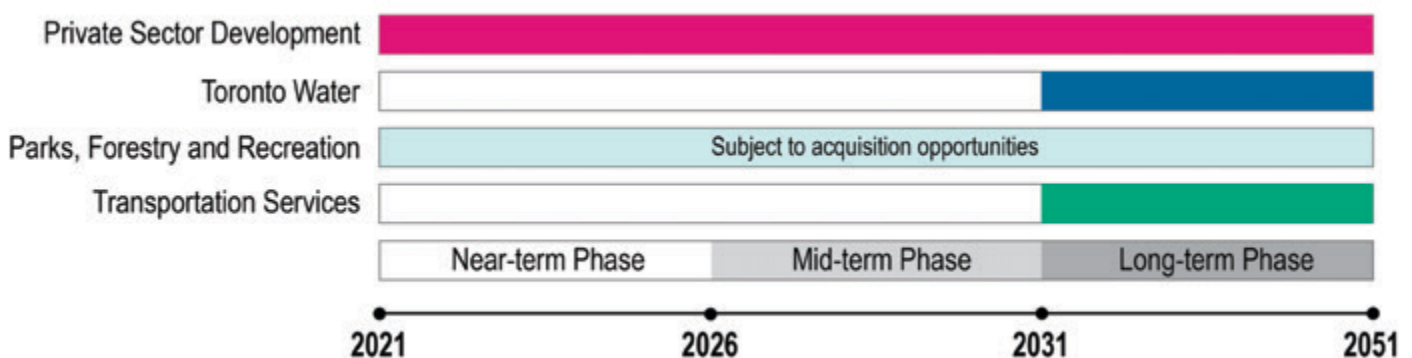 Private Sector Development
Toronto Water
Parks, Forestry and Recreation
Subject to acquisition opportunities
Transportation Services
Near-term Phase Mid-term Phase Long-term Phase
2021 2026 2031 2051